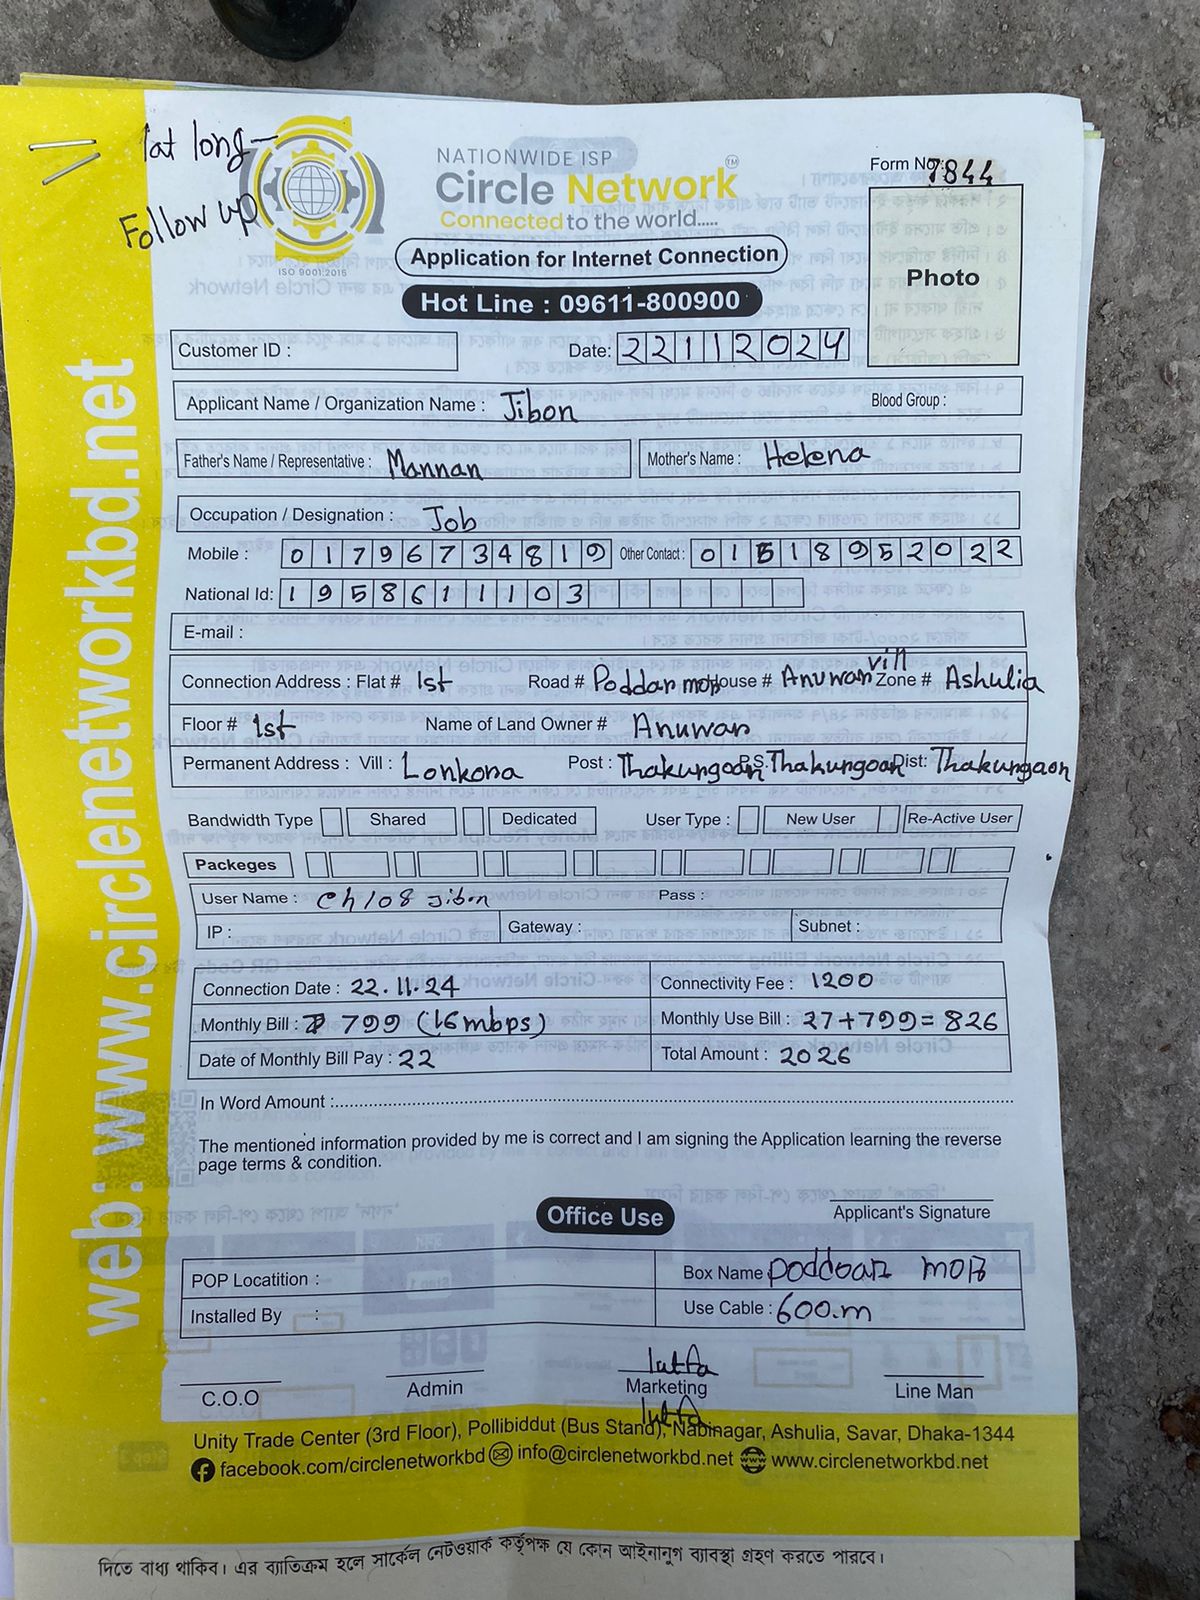 lat long—
Follow up
NATIONWIDE ISP
Circle Network TM
Connected to the world.....
ISO 9001:2015
Form No: 7844
Photo
Application for Internet Connection
Hot Line : 09611-800900
Customer ID :
Date: 22112024
Applicant Name / Organization Name : Jibon
Blood Group :
Father's Name / Representative : Mannan
Mother's Name : Helena
Occupation / Designation : Job
Mobile : 01796734819 Other Contact : 01518952022
National Id: 1958611103
E-mail :
Connection Address : Flat # 1st Road # Poddar mob House # Anuwar vill Zone # Ashulia
Floor # 1st Name of Land Owner # Anuwar
Permanent Address : Vill : Lonkona Post : Thakurgaon P.S. Thakurgaon Dist: Thakurgaon
Bandwidth Type Shared Dedicated User Type : New User Re-Active User
Packeges
User Name : Ch108 Jibon Pass :
IP : Gateway : Subnet :
Connection Date : 22.11.24 Connectivity Fee : 1200
Monthly Bill : 799 (16mbps) Monthly Use Bill : 27+799= 826
Date of Monthly Bill Pay : 22 Total Amount : 2026
In Word Amount :
The mentioned information provided by me is correct and I am signing the Application learning the reverse
page terms & condition.
Applicant's Signature
Office Use
POP Locatition : Box Name Poddoar moB
Installed By : Use Cable : 600.m
lutfa
C.O.O Admin Marketing Line Man
lutfa
Unity Trade Center (3rd Floor), Pollibiddut (Bus Stand), Nabinagar, Ashulia, Savar, Dhaka-1344
facebook.com/circlenetworkbd info@circlenetworkbd.net www.circlenetworkbd.net
web: www.circlenetworkbd.net
দিতে বাধ্য থাকিব। এর ব্যাতিক্রম হলে সার্কেল নেটওয়ার্ক কর্তৃপক্ষ যে কোন আইনানুগ ব্যাবস্থা গ্রহণ করতে পারবে।